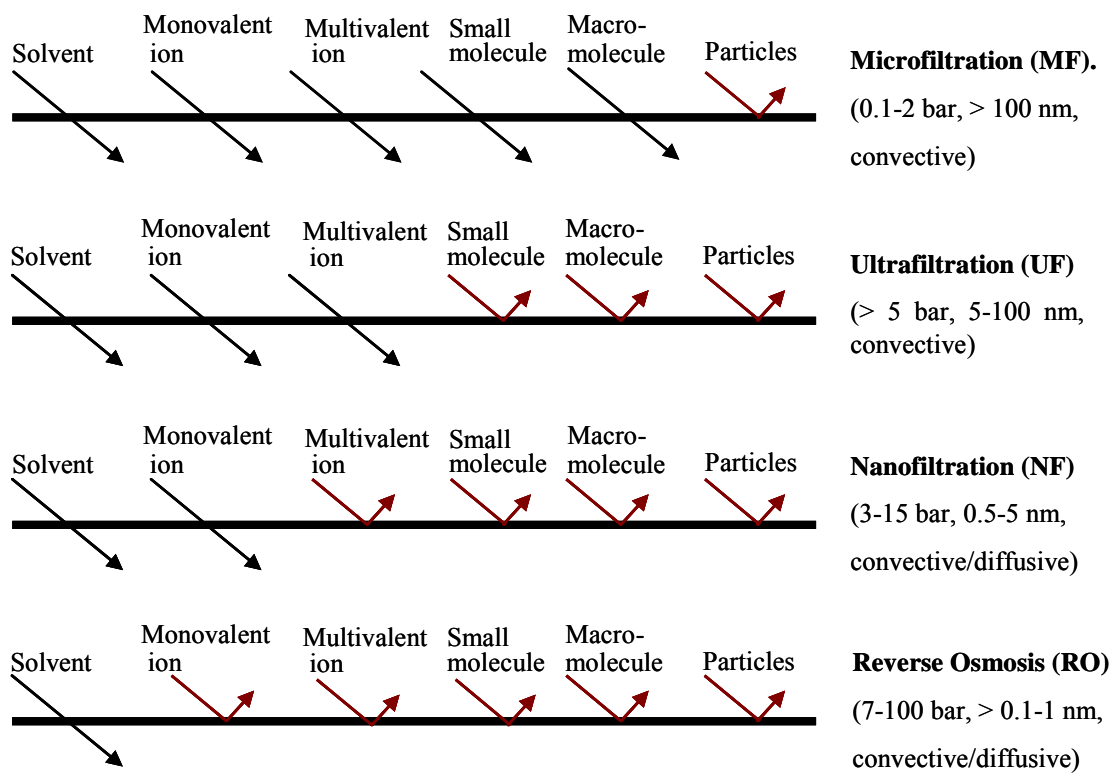 Solvent
Monovalent
ion
Multivalent
ion
Small
molecule
Macro-
molecule
Particles
Microfiltration (MF).
(0.1-2 bar, > 100 nm,
convective)
Solvent
Monovalent
ion
Multivalent
ion
Small
molecule
Macro-
molecule
Particles
Ultrafiltration (UF)
(> 5 bar, 5-100 nm,
convective)
Solvent
Monovalent
ion
Multivalent
ion
Small
molecule
Macro-
molecule
Particles
Nanofiltration (NF)
(3-15 bar, 0.5-5 nm,
convective/diffusive)
Solvent
Monovalent
ion
Multivalent
ion
Small
molecule
Macro-
molecule
Particles
Reverse Osmosis (RO)
(7-100 bar, > 0.1-1 nm,
convective/diffusive)